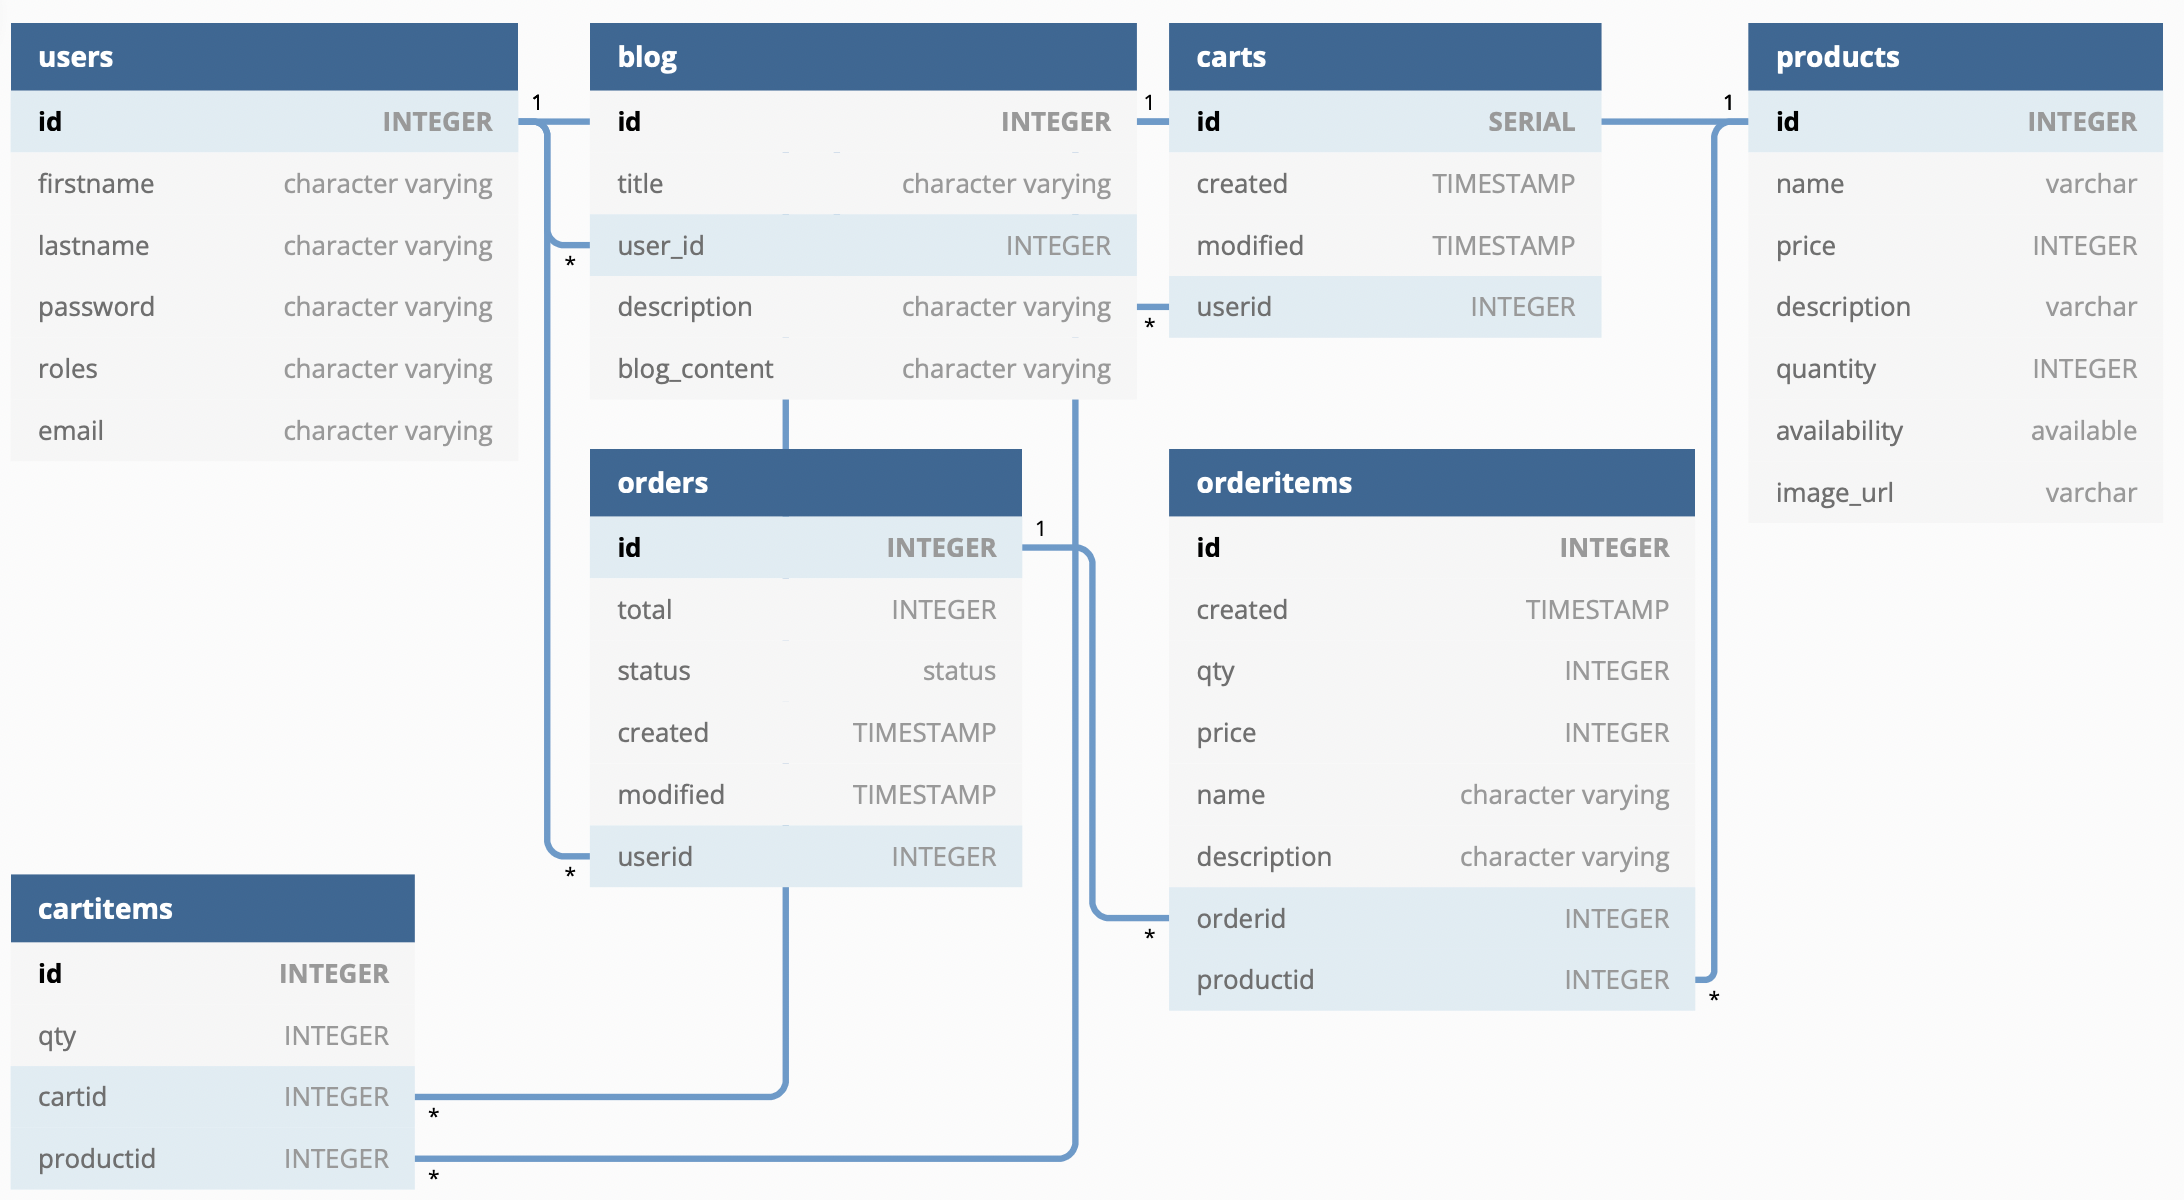 users
id INTEGER
firstname character varying
lastname character varying
password character varying
roles character varying
email character varying
1
*
*
blog
id INTEGER
title character varying
user_id INTEGER
description character varying
blog_content character varying
1
*
carts
id SERIAL
created TIMESTAMP
modified TIMESTAMP
userid INTEGER
1
products
id INTEGER
name varchar
price INTEGER
description varchar
quantity INTEGER
availability available
image_url varchar
orders
id INTEGER
total INTEGER
status status
created TIMESTAMP
modified TIMESTAMP
userid INTEGER
1
*
orderitems
id INTEGER
created TIMESTAMP
qty INTEGER
price INTEGER
name character varying
description character varying
orderid INTEGER
productid INTEGER
*
cartitems
id INTEGER
qty INTEGER
cartid INTEGER
*
productid INTEGER
*